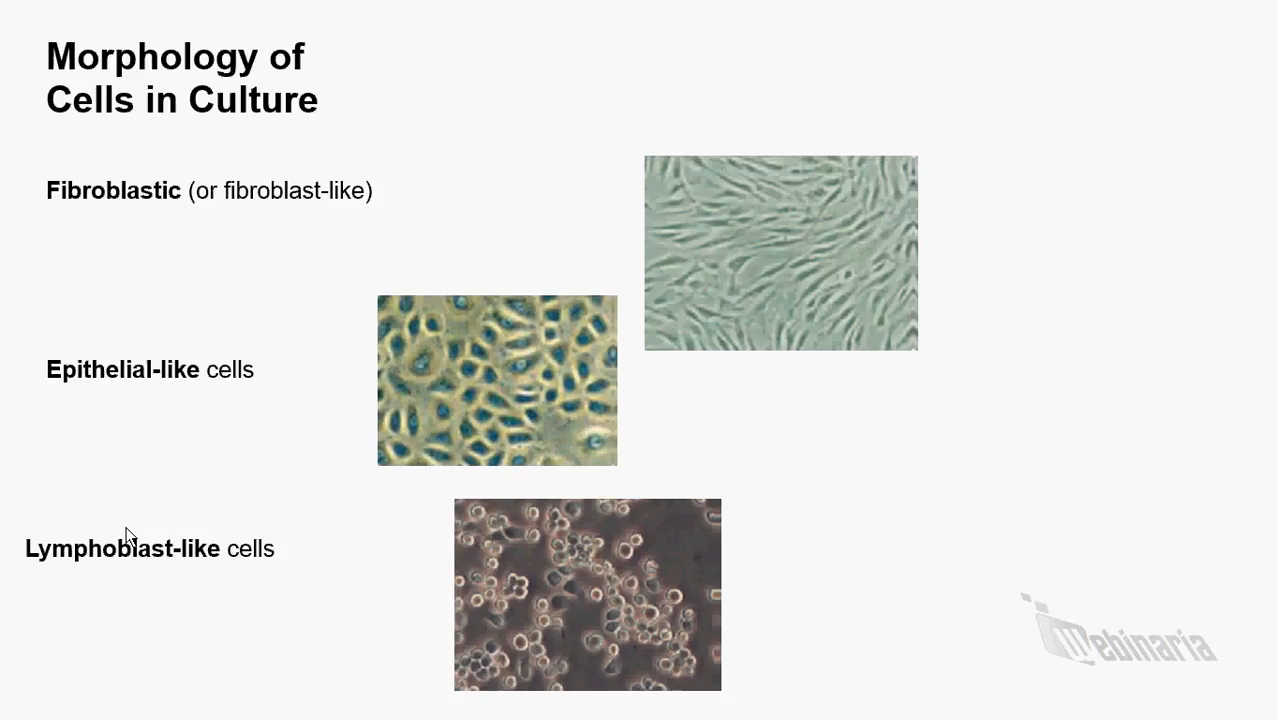 Morphology of
Cells in Culture
Fibroblastic (or fibroblast-like)
Epithelial-like cells
Lymphoblast-like cells
Webinaria